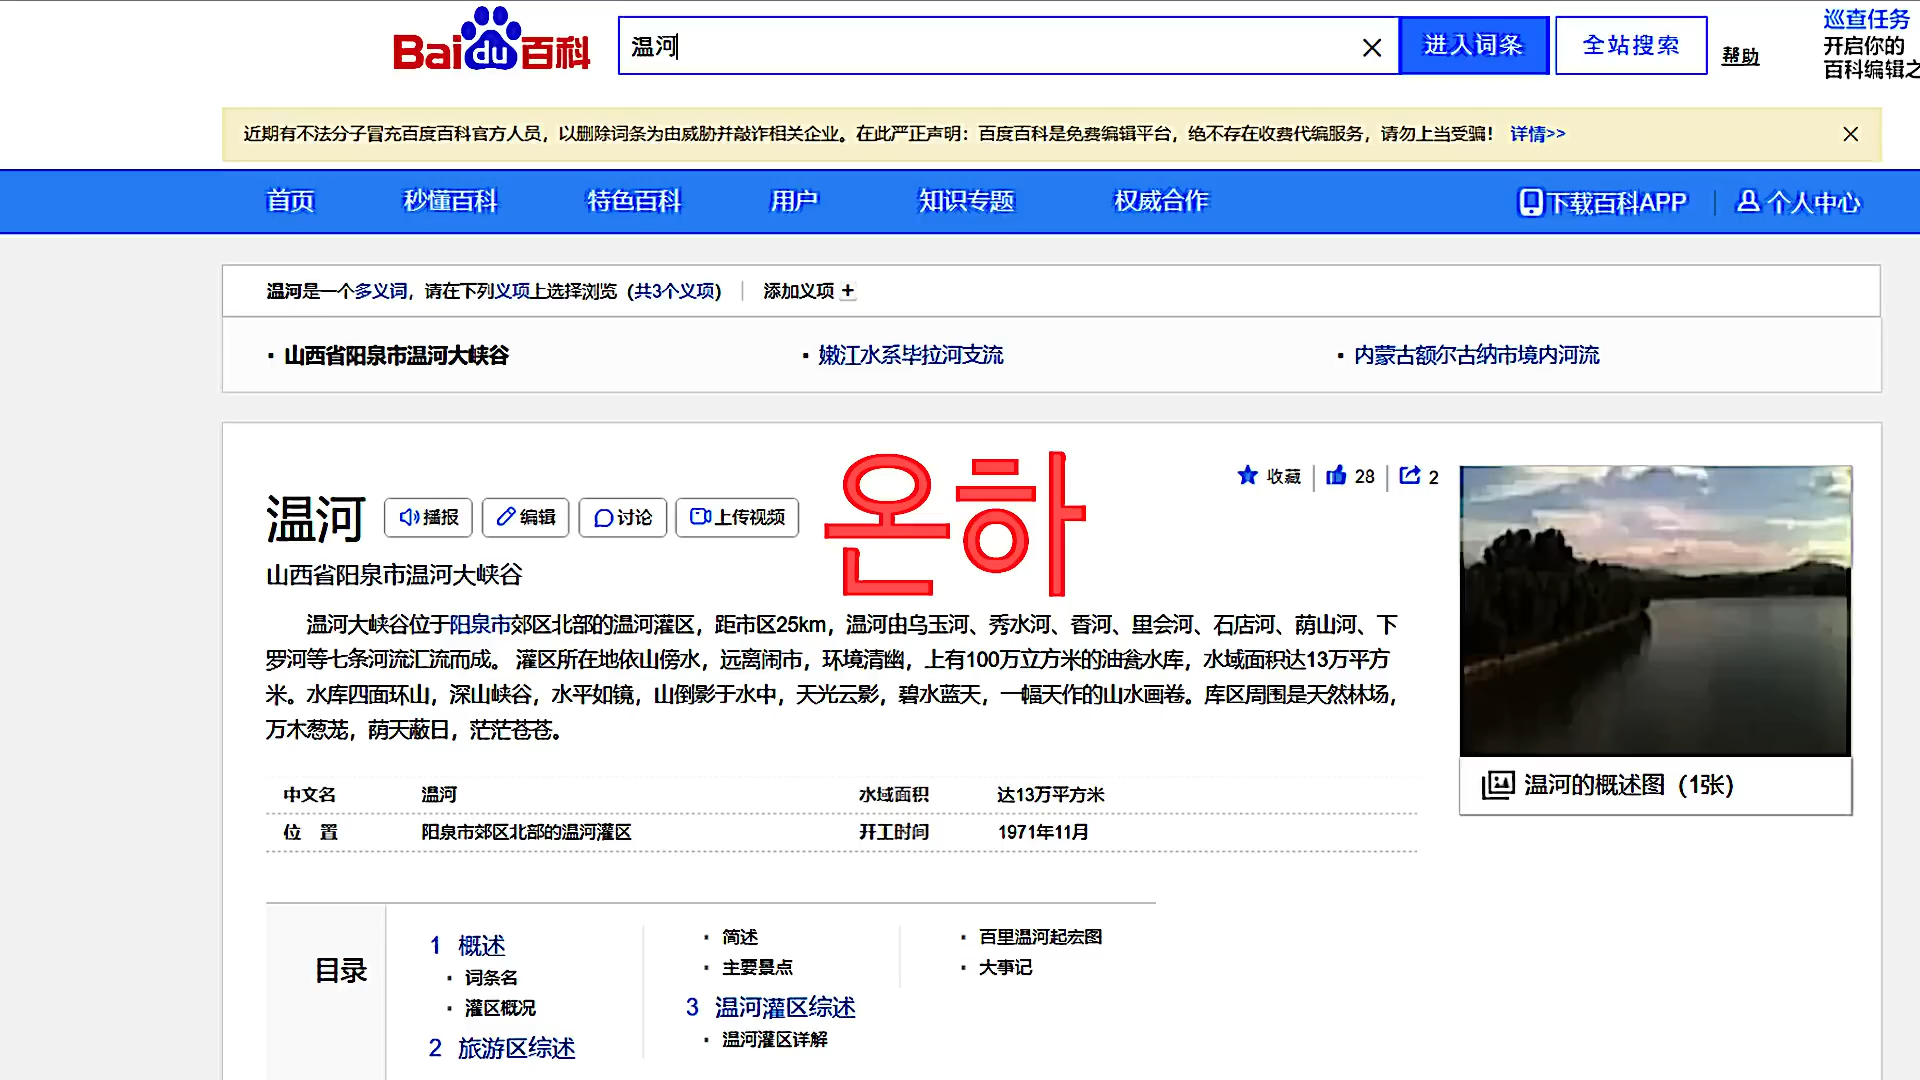 Baidu百科
温河
进入词条
全站搜索
帮助
巡查任务
开启你的
百科编辑之
近期有不法分子冒充百度百科官方人员，以删除词条为由威胁并敲诈相关企业。在此严正声明：百度百科是免费编辑平台，绝不存在收费代编服务，请勿上当受骗！ 详情>>
首页 秒懂百科 特色百科 用户 知识专题 权威合作 下载百科APP 个人中心
温河是一个多义词，请在下列义项上选择浏览（共3个义项） 添加义项 +
· 山西省阳泉市温河大峡谷 · 嫩江水系毕拉河支流 · 内蒙古额尔古纳市境内河流
收藏 28 2
温河 播报 编辑 讨论 上传视频
온하
山西省阳泉市温河大峡谷
温河大峡谷位于阳泉市郊区北部的温河灌区，距市区25km，温河由乌玉河、秀水河、香河、里会河、石店河、荫山河、下
罗河等七条河流汇流而成。 灌区所在地依山傍水，远离闹市，环境清幽，上有100万立方米的油瓮水库，水域面积达13万平方
米。水库四面环山，深山峡谷，水平如镜，山倒影于水中，天光云影，碧水蓝天，一幅天作的山水画卷。库区周围是天然林场，
万木葱茏，荫天蔽日，茫茫苍苍。
温河的概述图（1张）
中文名 温河 水域面积 达13万平方米
位 置 阳泉市郊区北部的温河灌区 开工时间 1971年11月
目录
1 概述
· 词条名
· 灌区概况
2 旅游区综述
· 简述
· 主要景点
3 温河灌区综述
· 温河灌区详解
· 百里温河起宏图
· 大事记